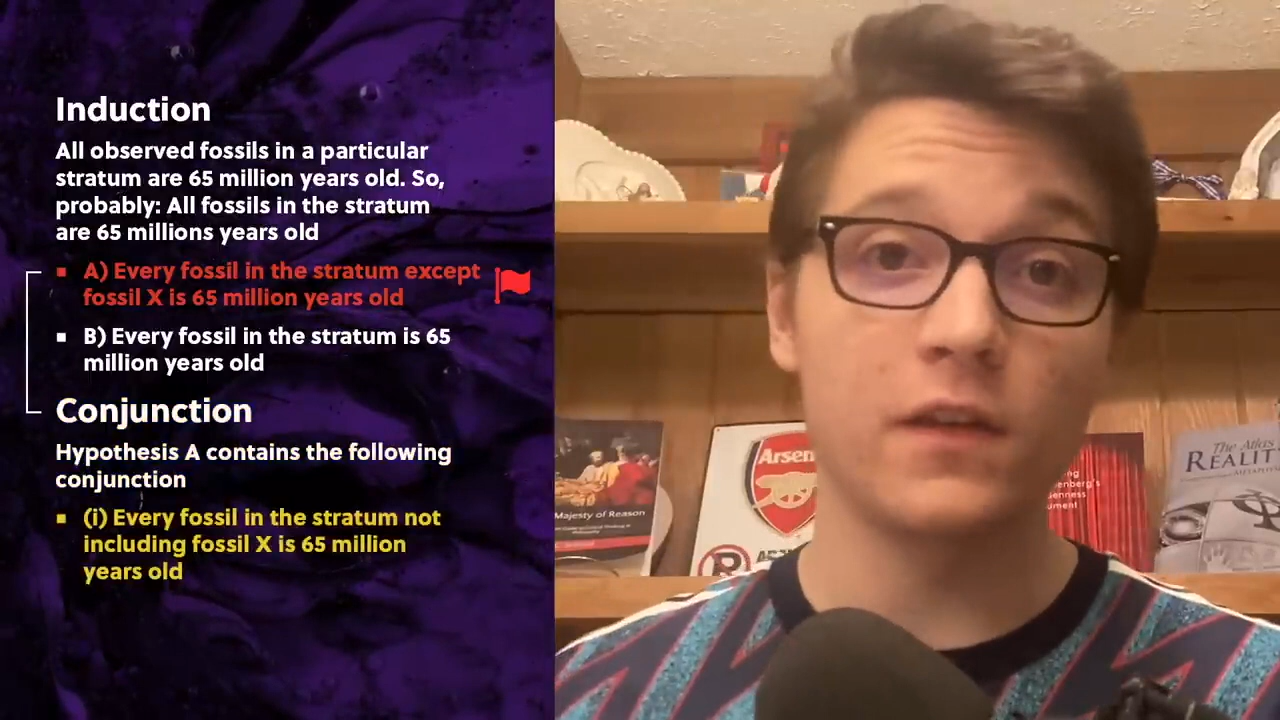 Induction
All observed fossils in a particular
stratum are 65 million years old. So,
probably: All fossils in the stratum
are 65 millions years old
▪ A) Every fossil in the stratum except
fossil X is 65 million years old
▪ B) Every fossil in the stratum is 65
million years old
Conjunction
Hypothesis A contains the following
conjunction
▪ (i) Every fossil in the stratum not
including fossil X is 65 million
years old
Majesty of Reason
Arsen
The Atlas
REALIT